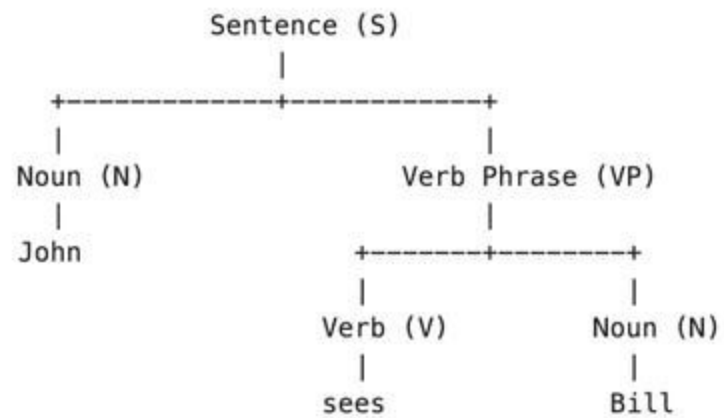 Sentence (S)
Noun (N) Verb Phrase (VP)
John
Verb (V) Noun (N)
sees Bill